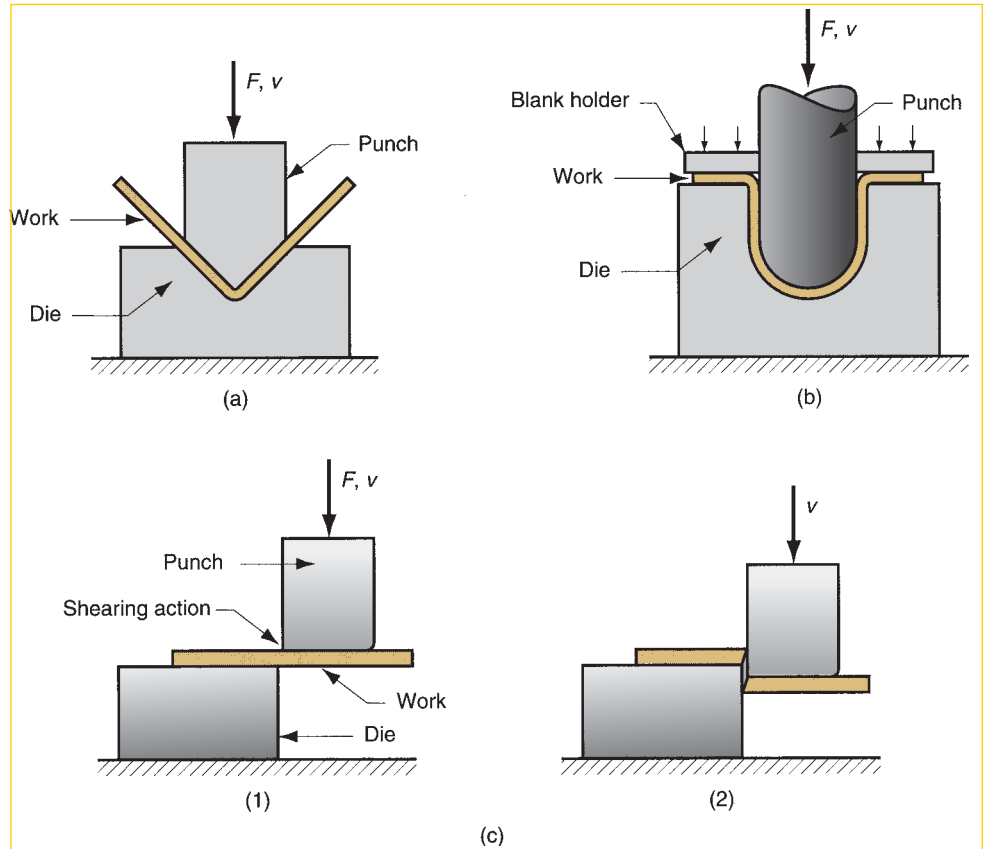 F, v
Punch
Work
Die
(a)
F, v
Blank holder
Punch
Work
Die
(b)
F, v
Punch
Shearing action
Work
Die
(1)
v
(2)
(c)